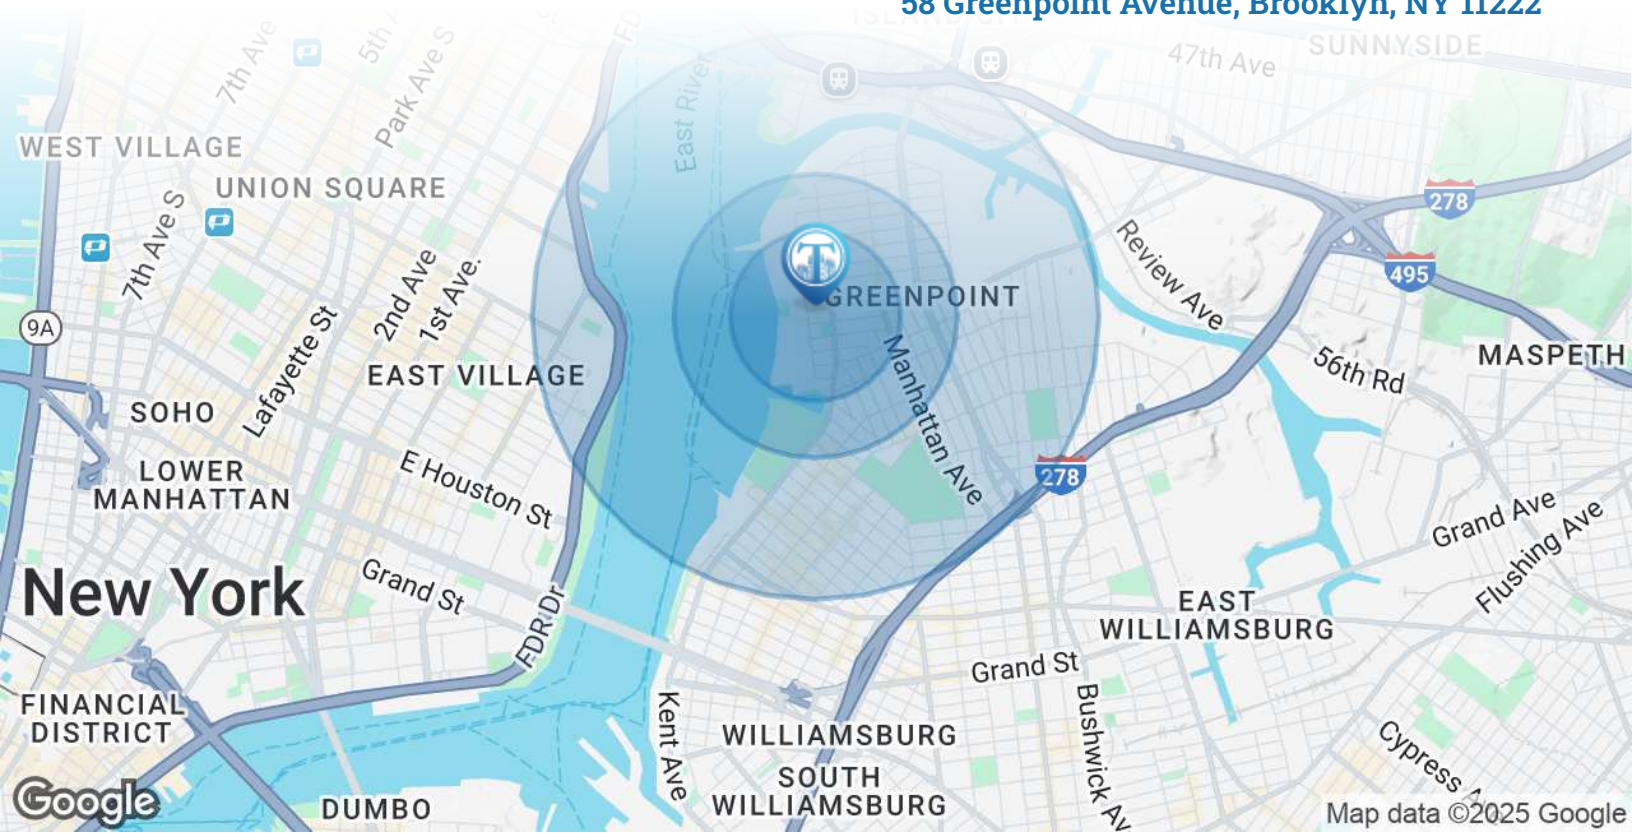 58 Greenpoint Avenue, Brooklyn, NY 11222
ISLAND CITY
FD
5th A
7th Ave
Park Ave S
47th Ave
SUNNYSIDE
East River
WEST VILLAGE
UNION SQUARE
278
7th Ave S
2nd Ave
1st Ave.
Review Ave
495
T
GREENPOINT
9A
Lafayette St
EAST VILLAGE
Manhattan Ave
56th Rd
MASPETH
SOHO
LOWER
MANHATTAN
E Houston St
278
Grand Ave
Flushing Ave
New York
Grand St
FDR Dr
EAST
WILLIAMSBURG
Grand St
FINANCIAL
DISTRICT
Kent Ave
WILLIAMSBURG
Bushwick Av
Cypress A
SOUTH
WILLIAMSBURG
Google
DUMBO
Map data ©2025 Google